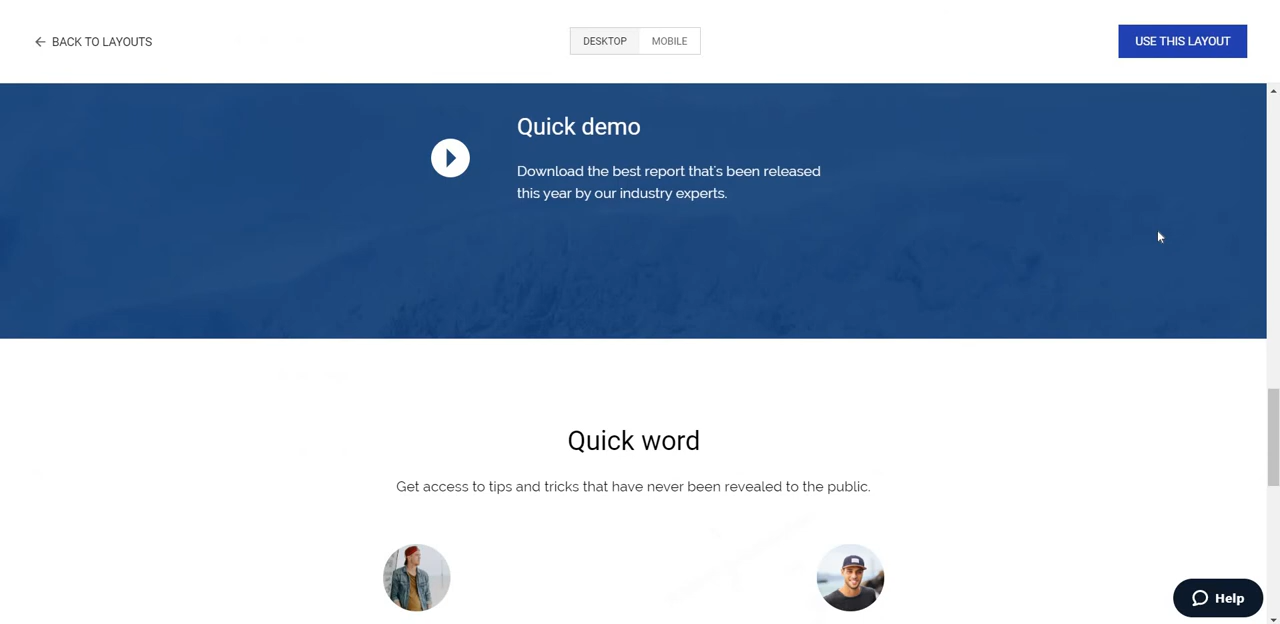 BACK TO LAYOUTS
DESKTOP
MOBILE
USE THIS LAYOUT
Quick demo
Download the best report that's been released
this year by our industry experts.
Quick word
Get access to tips and tricks that have never been revealed to the public.
Help